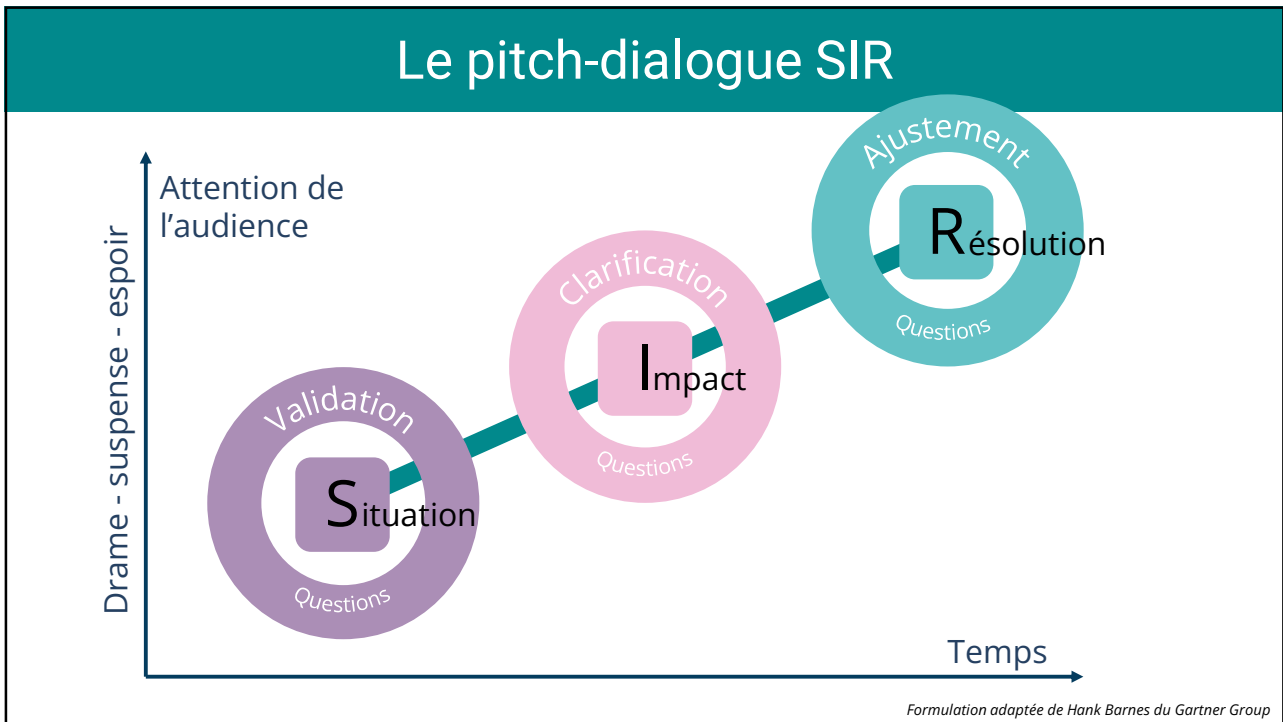 Le pitch-dialogue SIR
Attention de
l’audience
Drame - suspense - espoir
Ajustement
Résolution
Questions
Clarification
Impact
Questions
Validation
Situation
Questions
Temps
Formulation adaptée de Hank Barnes du Gartner Group